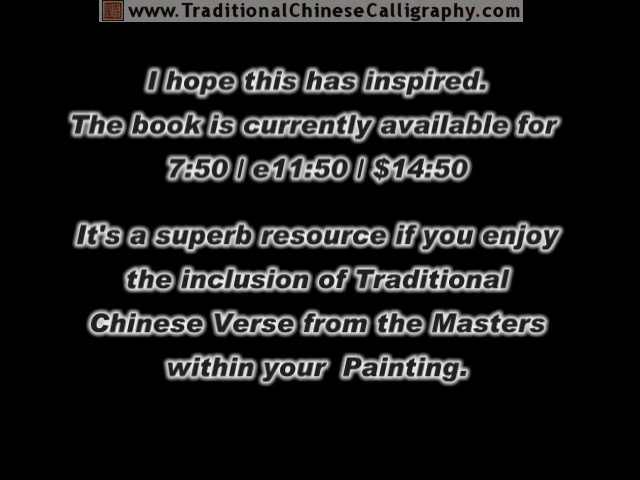 www.TraditionalChineseCalligraphy.com
I hope this has inspired.
The book is currently available for
7:50 | e11:50 | $14:50
It's a superb resource if you enjoy
the inclusion of Traditional
Chinese Verse from the Masters
within your Painting.